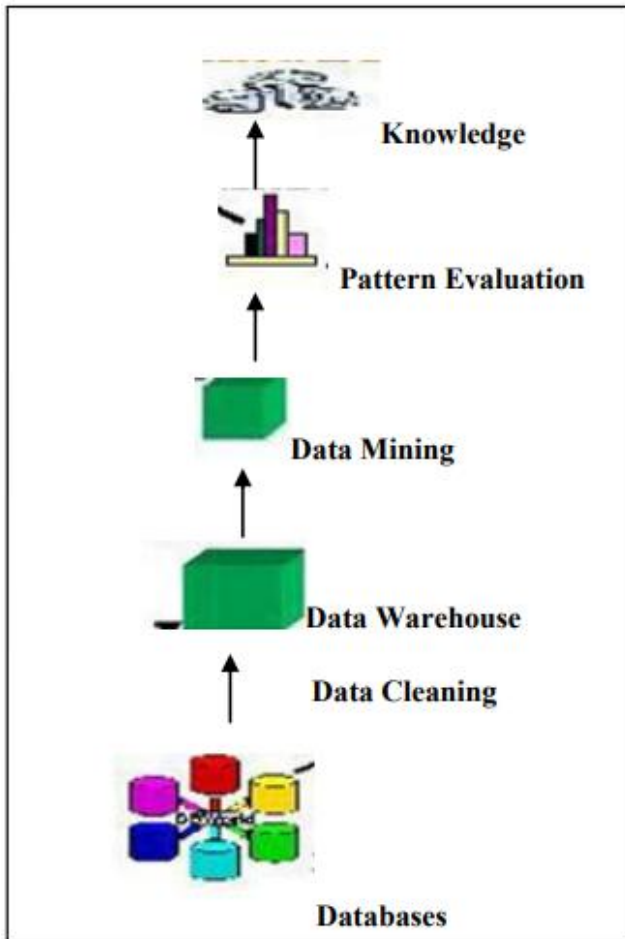 Knowledge
Pattern Evaluation
Data Mining
Data Warehouse
Data Cleaning
Databases